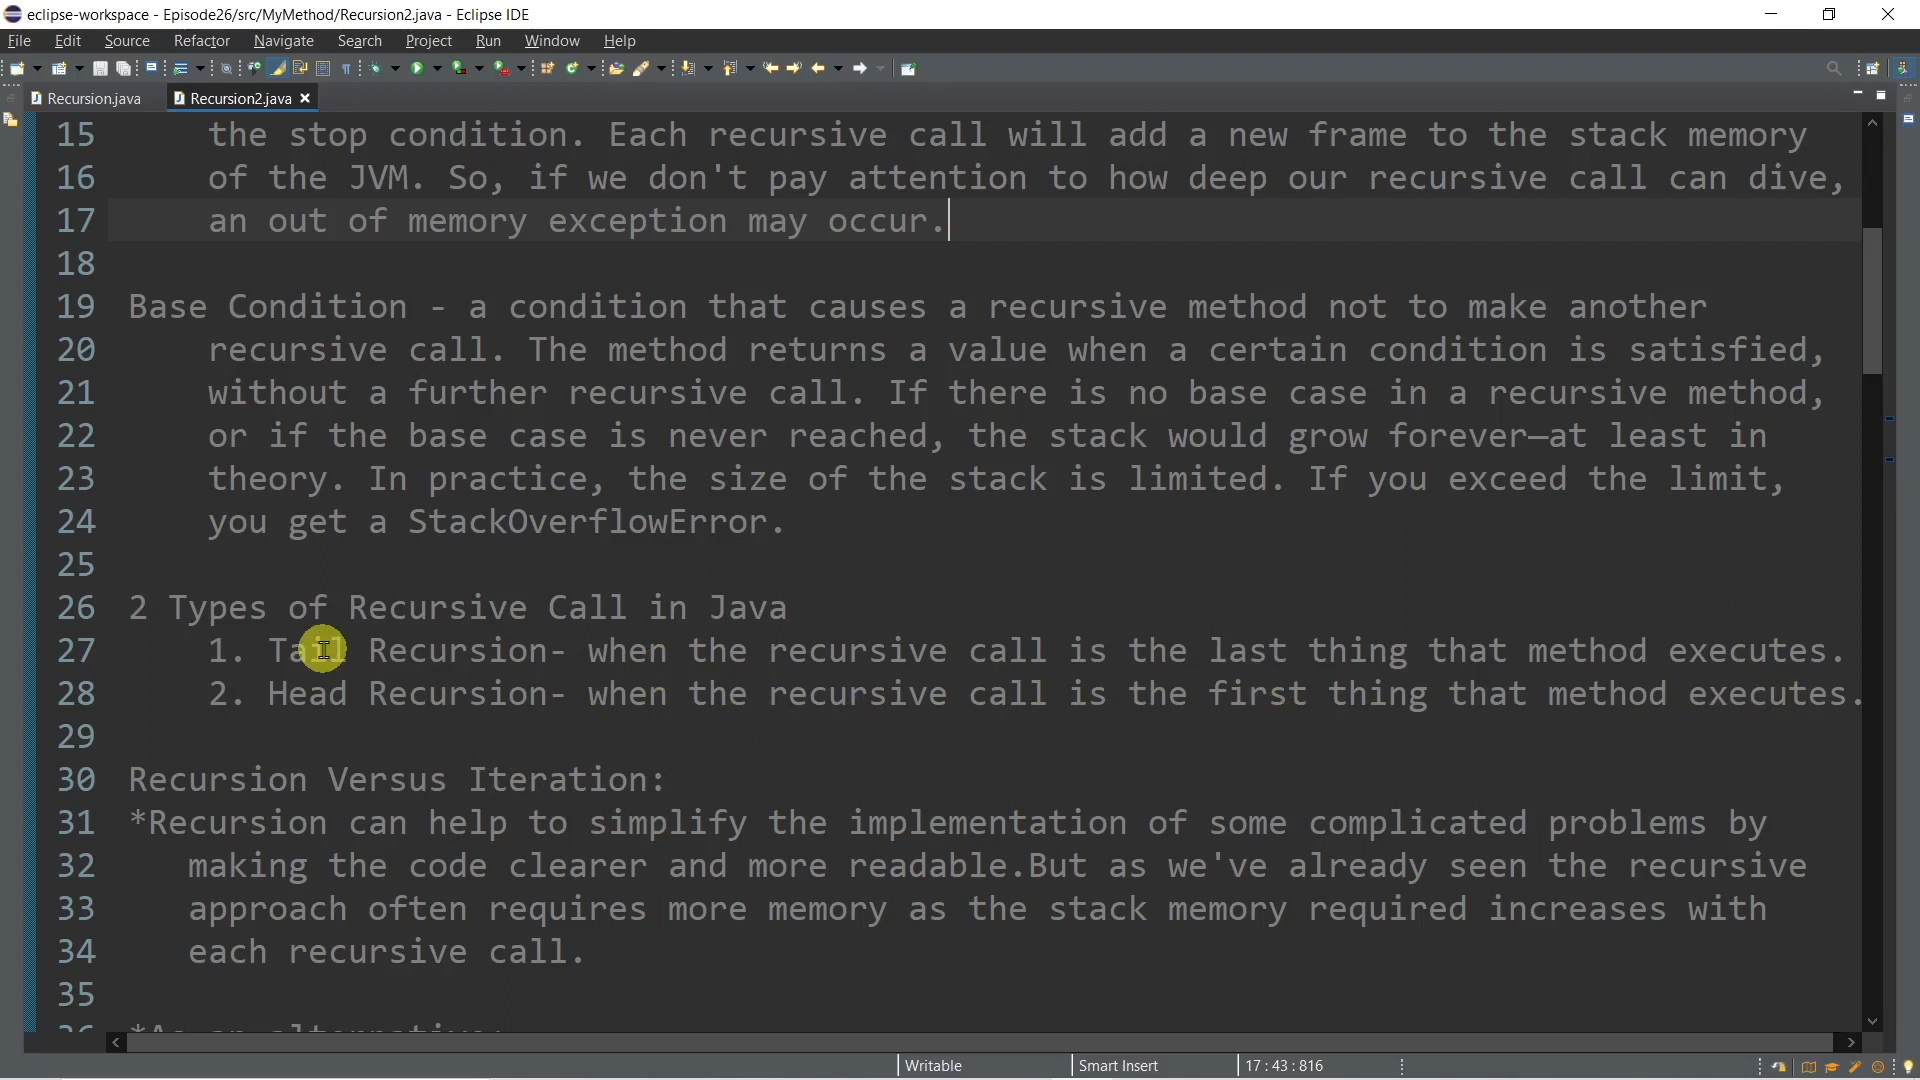 eclipse-workspace - Episode26/src/MyMethod/Recursion2.java - Eclipse IDE
File Edit Source Refactor Navigate Search Project Run Window Help
Recursion.java Recursion2.java
15 the stop condition. Each recursive call will add a new frame to the stack memory
16 of the JVM. So, if we don't pay attention to how deep our recursive call can dive,
17 an out of memory exception may occur.
18
19 Base Condition - a condition that causes a recursive method not to make another
20 recursive call. The method returns a value when a certain condition is satisfied,
21 without a further recursive call. If there is no base case in a recursive method,
22 or if the base case is never reached, the stack would grow forever—at least in
23 theory. In practice, the size of the stack is limited. If you exceed the limit,
24 you get a StackOverflowError.
25
26 2 Types of Recursive Call in Java
27 1. Tail Recursion- when the recursive call is the last thing that method executes.
28 2. Head Recursion- when the recursive call is the first thing that method executes.
29
30 Recursion Versus Iteration:
31 *Recursion can help to simplify the implementation of some complicated problems by
32 making the code clearer and more readable.But as we've already seen the recursive
33 approach often requires more memory as the stack memory required increases with
34 each recursive call.
35
Writable Smart Insert 17 : 43 : 816